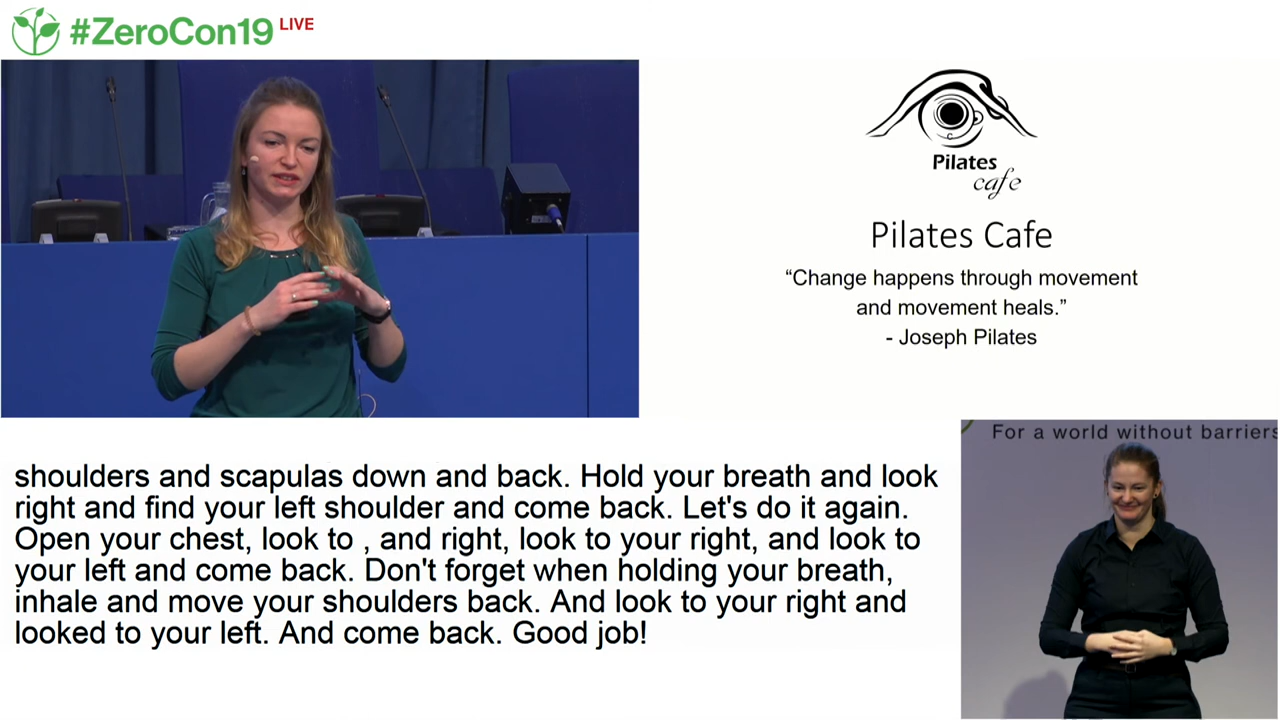 #ZeroCon19 LIVE
Pilates
cafe
Pilates Cafe
“Change happens through movement
and movement heals.”
- Joseph Pilates
For a world without barriers
shoulders and scapulas down and back. Hold your breath and look
right and find your left shoulder and come back. Let's do it again.
Open your chest, look to , and right, look to your right, and look to
your left and come back. Don't forget when holding your breath,
inhale and move your shoulders back. And look to your right and
looked to your left. And come back. Good job!